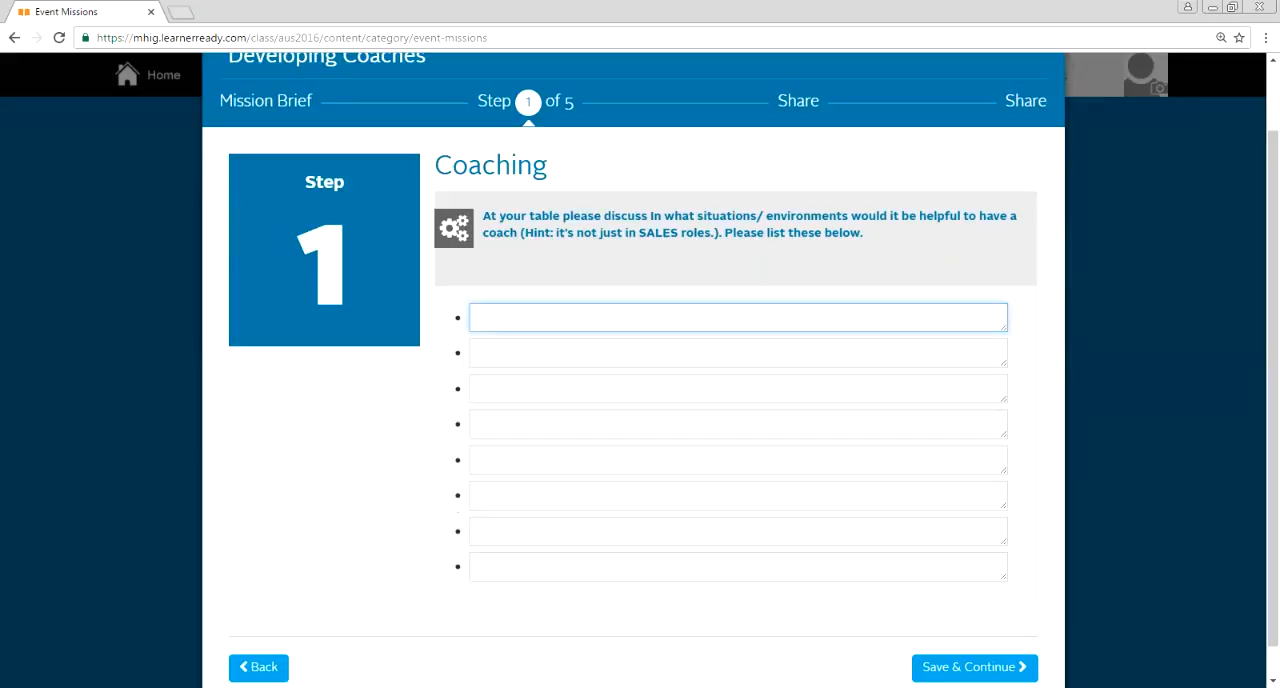 Event Missions
https://mhig.learnerready.com/class/aus2016/content/category/event-missions
Home
Developing Coaches
Mission Brief
Step 1 of 5
Share
Share
Step
1
Coaching
At your table please discuss In what situations/ environments would it be helpful to have a
coach (Hint: it's not just in SALES roles.). Please list these below.
Back
Save & Continue